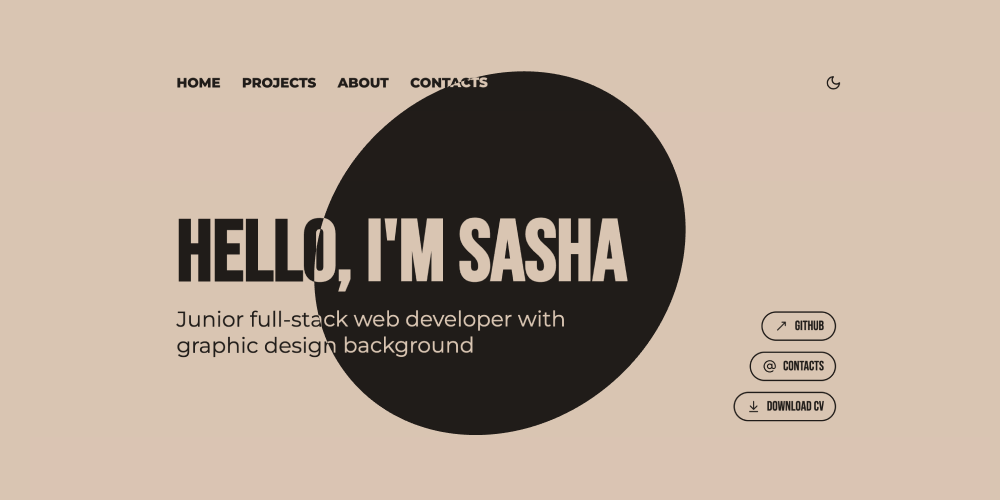 HOME PROJECTS ABOUT CONTACTS
HELLO, I'M SASHA
Junior full-stack web developer with
graphic design background
GITHUB
@ CONTACTS
DOWNLOAD CV